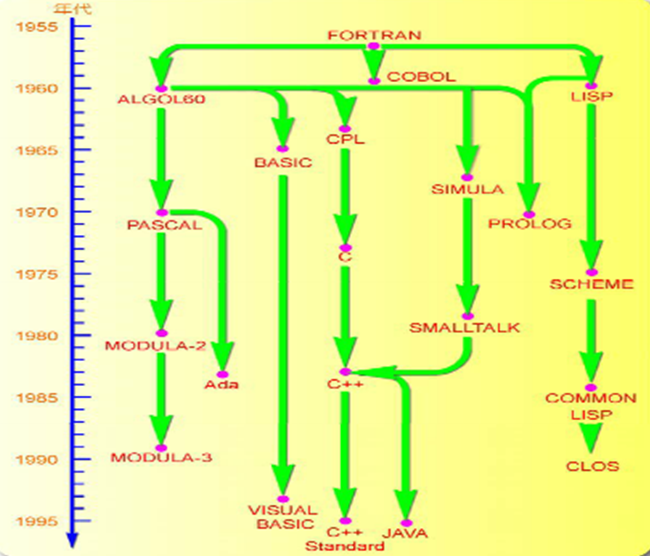 年代
1955
FORTRAN
COBOL
1960
ALGOL60
LISP
CPL
1965
BASIC
SIMULA
1970
PASCAL
PROLOG
C
1975
SCHEME
1980
SMALLTALK
MODULA-2
Ada
C++
1985
COMMON
LISP
1990
MODULA-3
CLOS
VISUAL
BASIC
1995
C++
Standard
JAVA